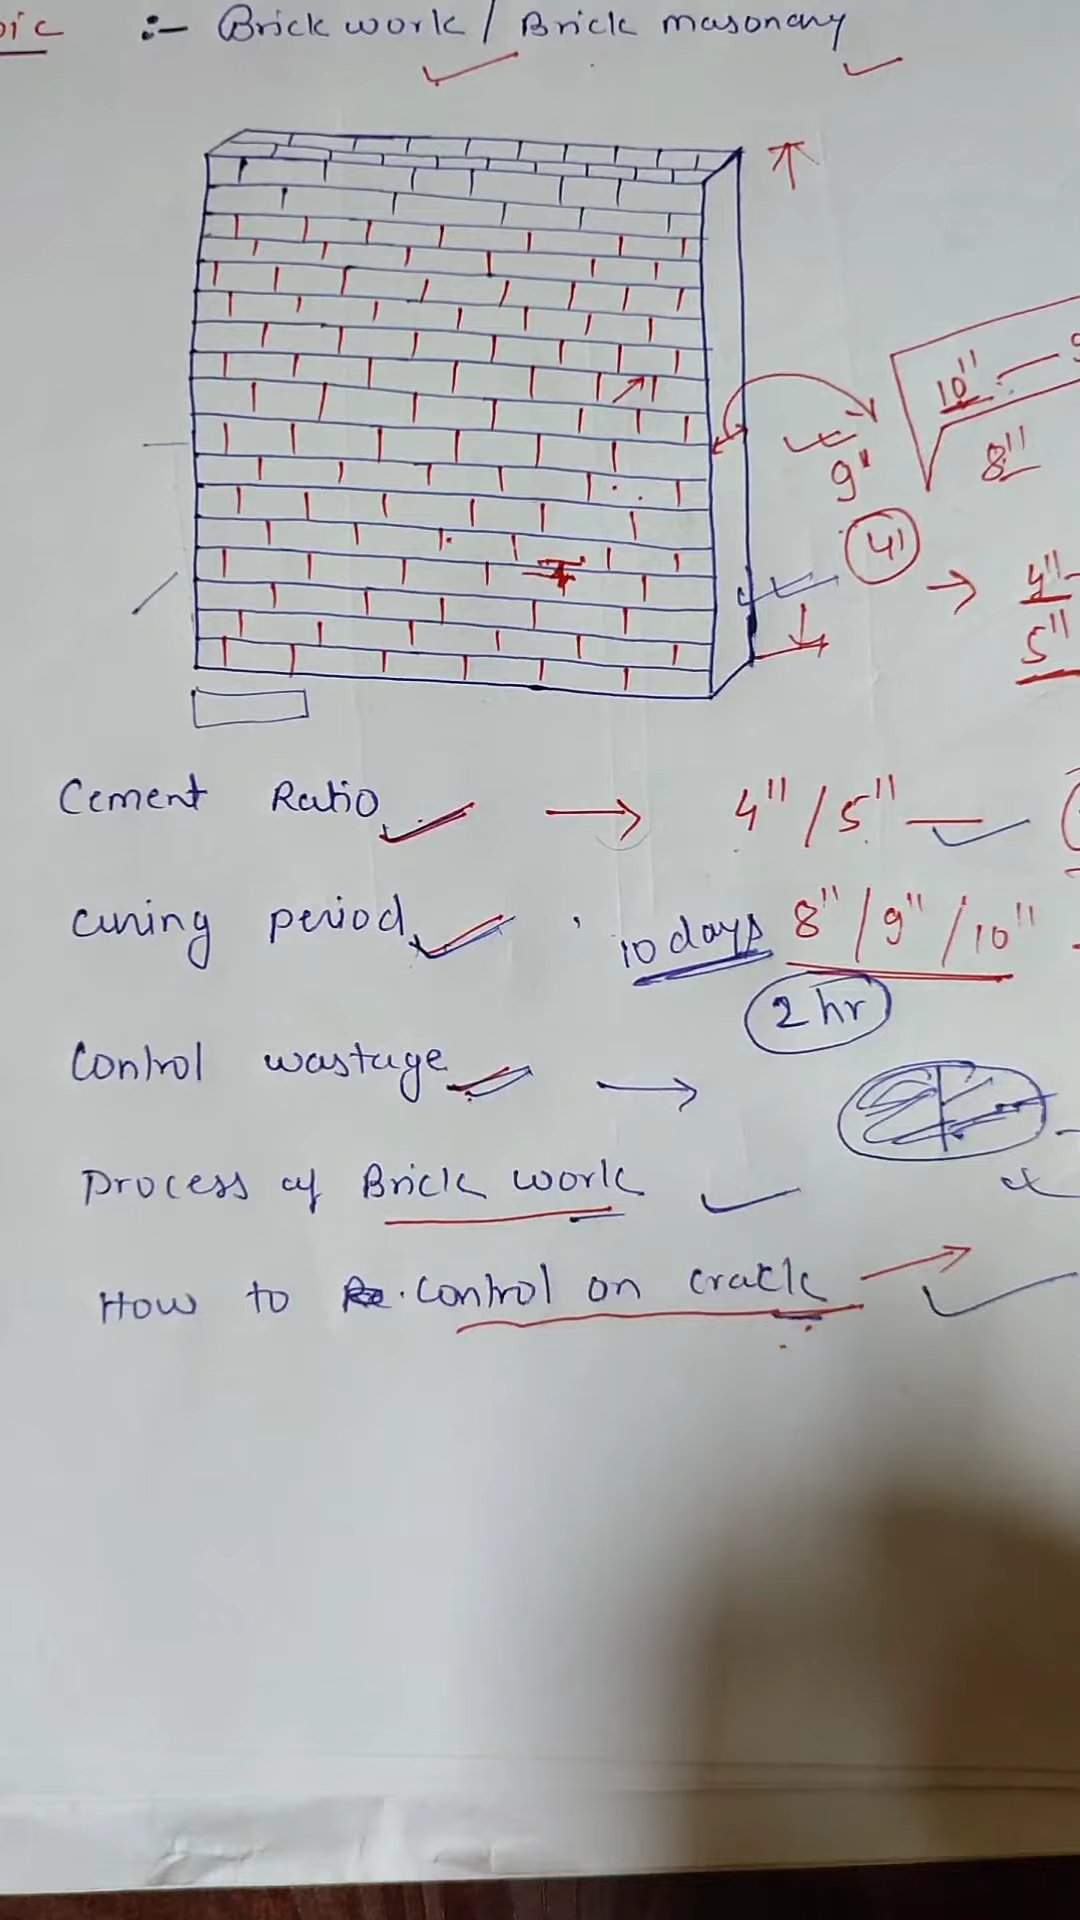 :- Brick work / Brick masonary
10"
8"
9"
4'
4"
5"
Cement Ratio → 4" / 5"
curing period 10 days 8" / 9" / 10"
2 hr
Control wastage →
Process of Brick work
How to control on crack